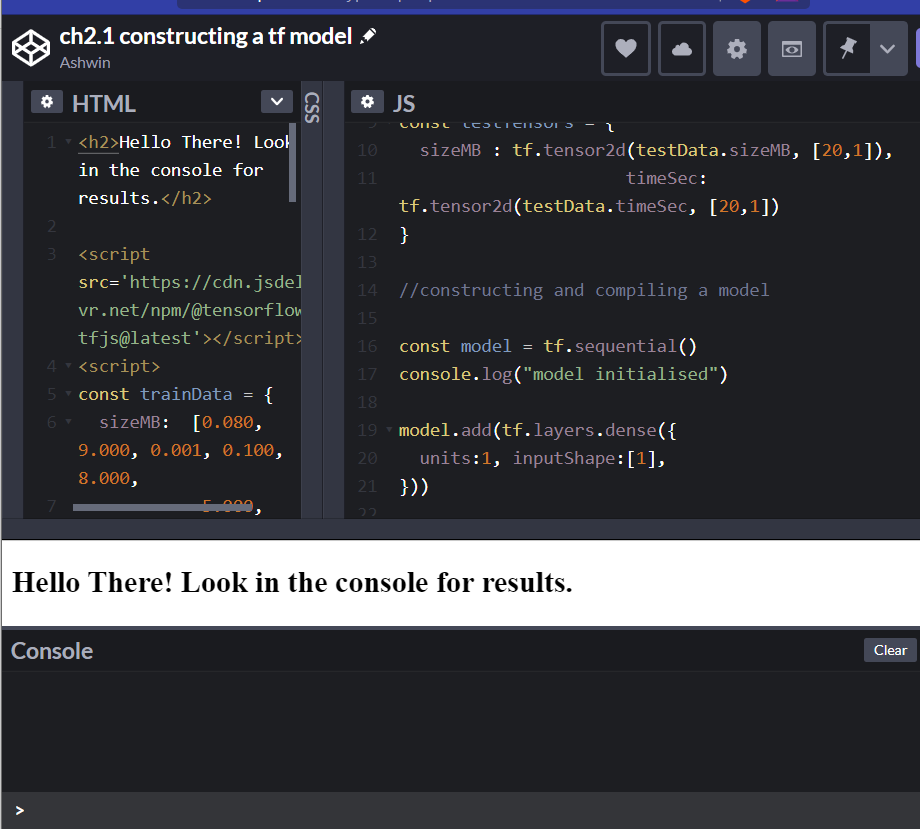 ch2.1 constructing a tf model
Ashwin
HTML
1 <h2>Hello There! Look
in the console for
results.</h2>
2
3 <script
src='https://cdn.jsdel
vr.net/npm/@tensorflow
tfjs@latest'></script>
4 <script>
5 const trainData = {
6 sizeMB: [0.080,
9.000, 0.001, 0.100,
8.000,
7 5.000,
CSS
JS
9 const testTensors = {
10 sizeMB : tf.tensor2d(testData.sizeMB, [20,1]),
11 timeSec:
tf.tensor2d(testData.timeSec, [20,1])
12 }
13
14 //constructing and compiling a model
15
16 const model = tf.sequential()
17 console.log("model initialised")
18
19 model.add(tf.layers.dense({
20 units:1, inputShape:[1],
21 }))
22
Hello There! Look in the console for results.
Console
Clear
>